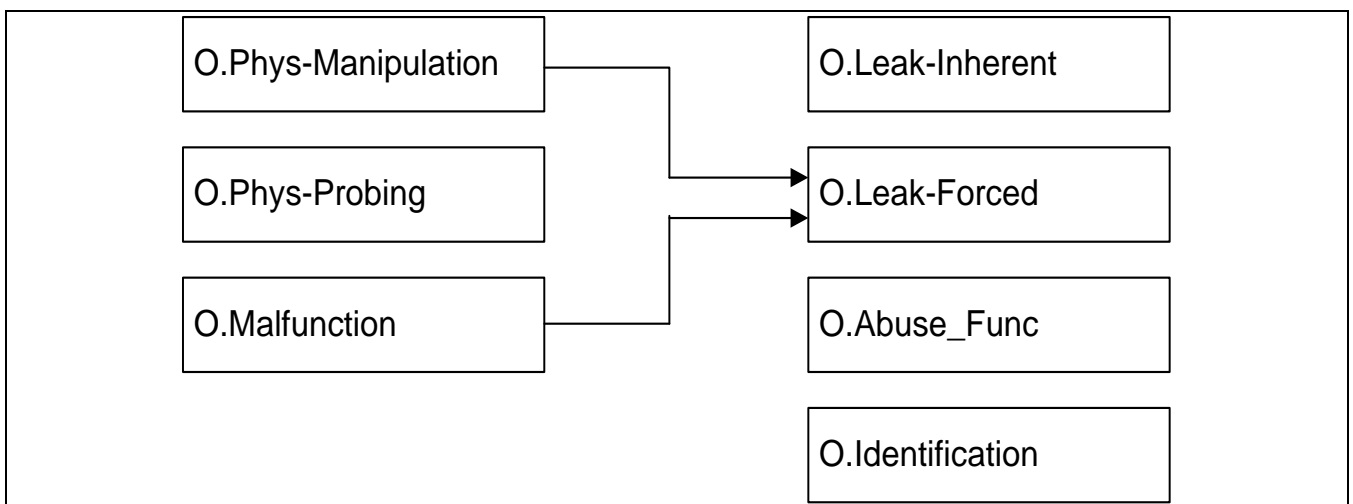 O.Phys-Manipulation
O.Leak-Inherent
O.Phys-Probing
O.Leak-Forced
O.Malfunction
O.Abuse_Func
O.Identification